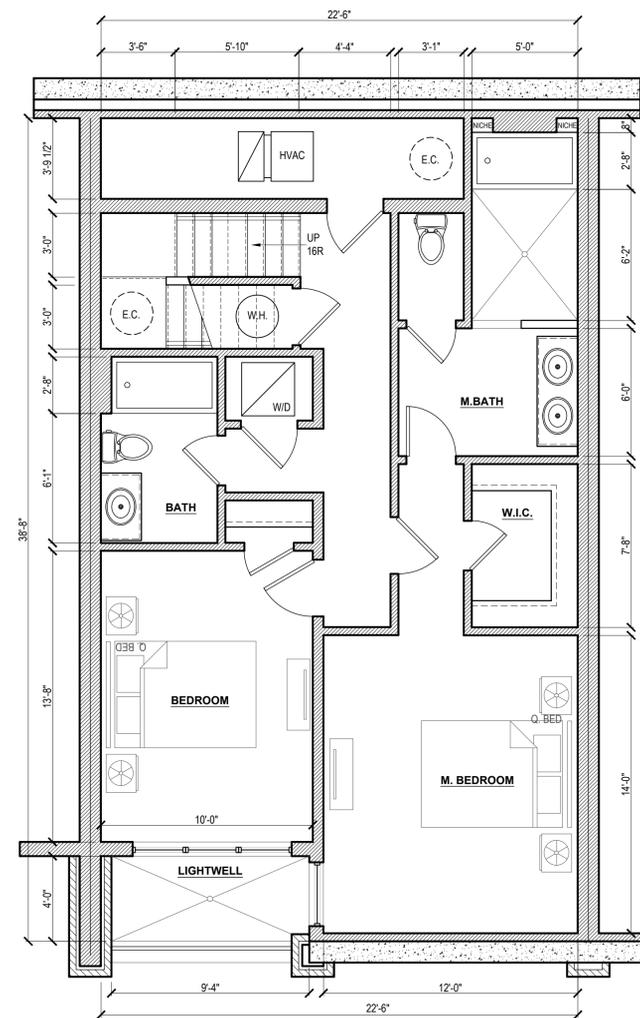 22'-6"
3'-6"
5'-10"
4'-4"
3'-1"
5'-0"
NICHE
NICHE
8"
3'-9 1/2"
HVAC
E.C.
2'-8"
3'-0"
UP
16R
6'-2"
3'-0"
E.C.
W.H.
2'-8"
W/D
M.BATH
6'-0"
6'-1"
BATH
W.I.C.
7'-8"
38'-8"
Q. BED
13'-8"
BEDROOM
Q. BED
M. BEDROOM
14'-0"
10'-0"
LIGHTWELL
4'-0"
9'-4"
12'-0"
22'-6"